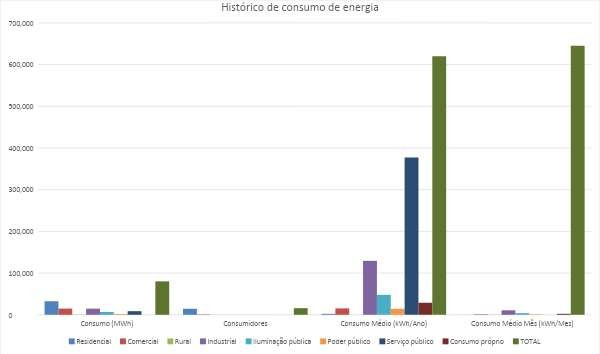 Histórico de consumo de energia
700,000
600,000
500,000
400,000
300,000
200,000
100,000
0
Consumo (MWh) Consumidores Consumo Médio (kWh/Ano) Consumo Médio Mês (kWh/Mes)
Residencial Comercial Rural Industrial Iluminação pública Poder público Serviço público Consumo próprio TOTAL